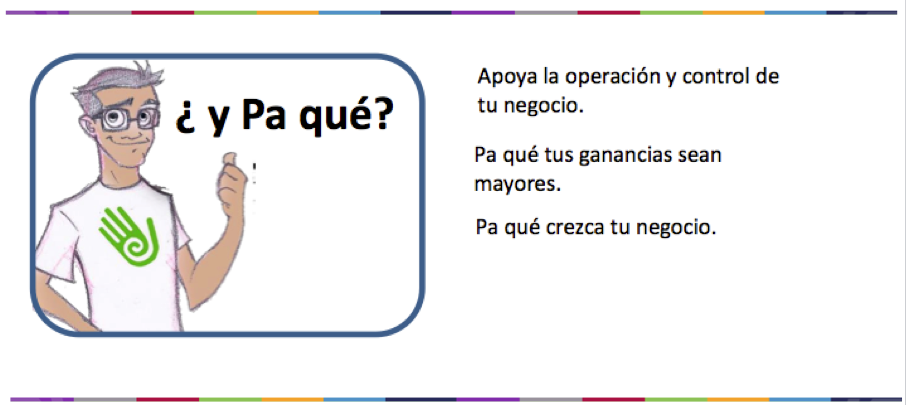 ¿ y Pa qué?
Apoya la operación y control de
tu negocio.
Pa qué tus ganancias sean
mayores.
Pa qué crezca tu negocio.